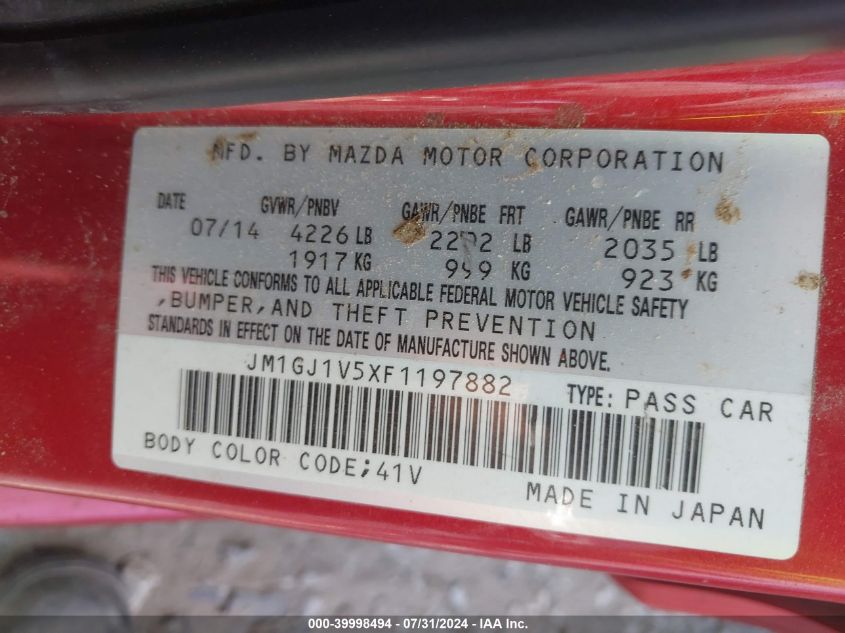 MFD. BY MAZDA MOTOR CORPORATION
DATE GVWR/PNBV GAWR/PNBE FRT GAWR/PNBE RR
07/14 4226 LB LB 2035 LB
1917 KG 999 KG 923 KG
THIS VEHICLE CONFORMS TO ALL APPLICABLE FEDERAL MOTOR VEHICLE SAFETY
,BUMPER,AND THEFT PREVENTION
STANDARDS IN EFFECT ON THE DATE OF MANUFACTURE SHOWN ABOVE.
JM1GJ1V5XF1197882 TYPE: PASS CAR
BODY COLOR CODE;41V
MADE IN JAPAN
000-39998494 - 07/31/2024 - IAA Inc.